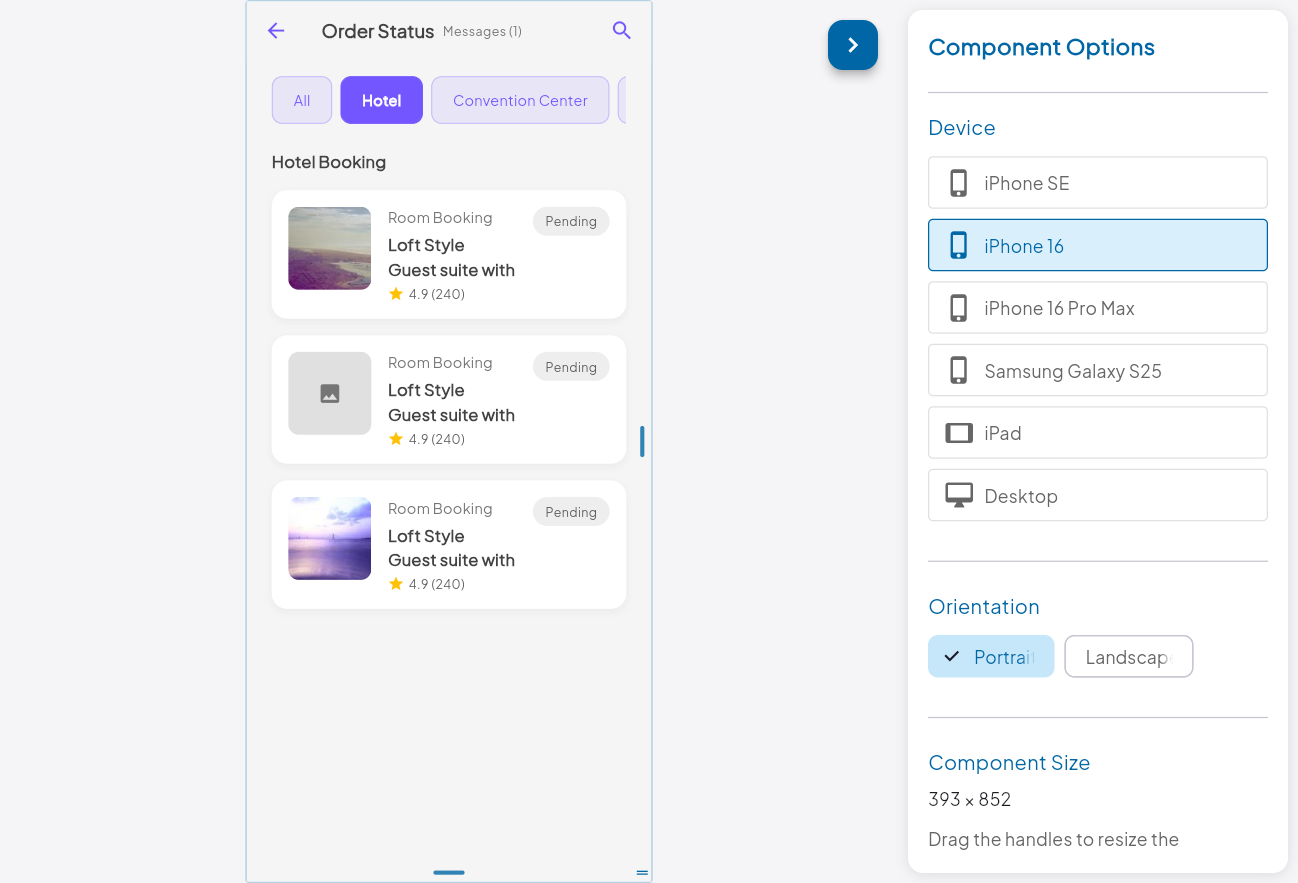 Order Status Messages (1)
All Hotel Convention Center
Hotel Booking
Room Booking
Pending
Loft Style
Guest suite with
4.9 (240)
Room Booking
Pending
Loft Style
Guest suite with
4.9 (240)
Room Booking
Pending
Loft Style
Guest suite with
4.9 (240)
Component Options
Device
iPhone SE
iPhone 16
iPhone 16 Pro Max
Samsung Galaxy S25
iPad
Desktop
Orientation
Portrait Landscape
Component Size
393 × 852
Drag the handles to resize the